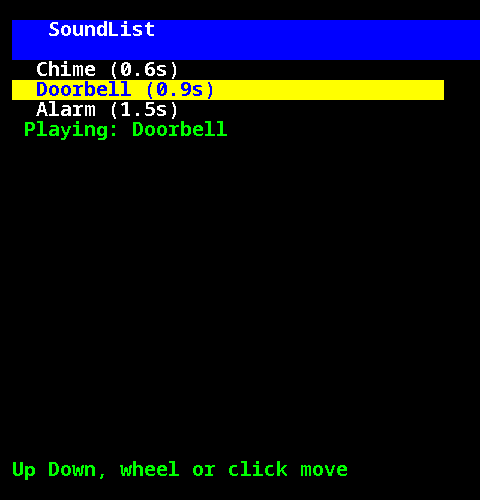 SoundList
Chime (0.6s)
Doorbell (0.9s)
Alarm (1.5s)
Playing: Doorbell
Up Down, wheel or click move